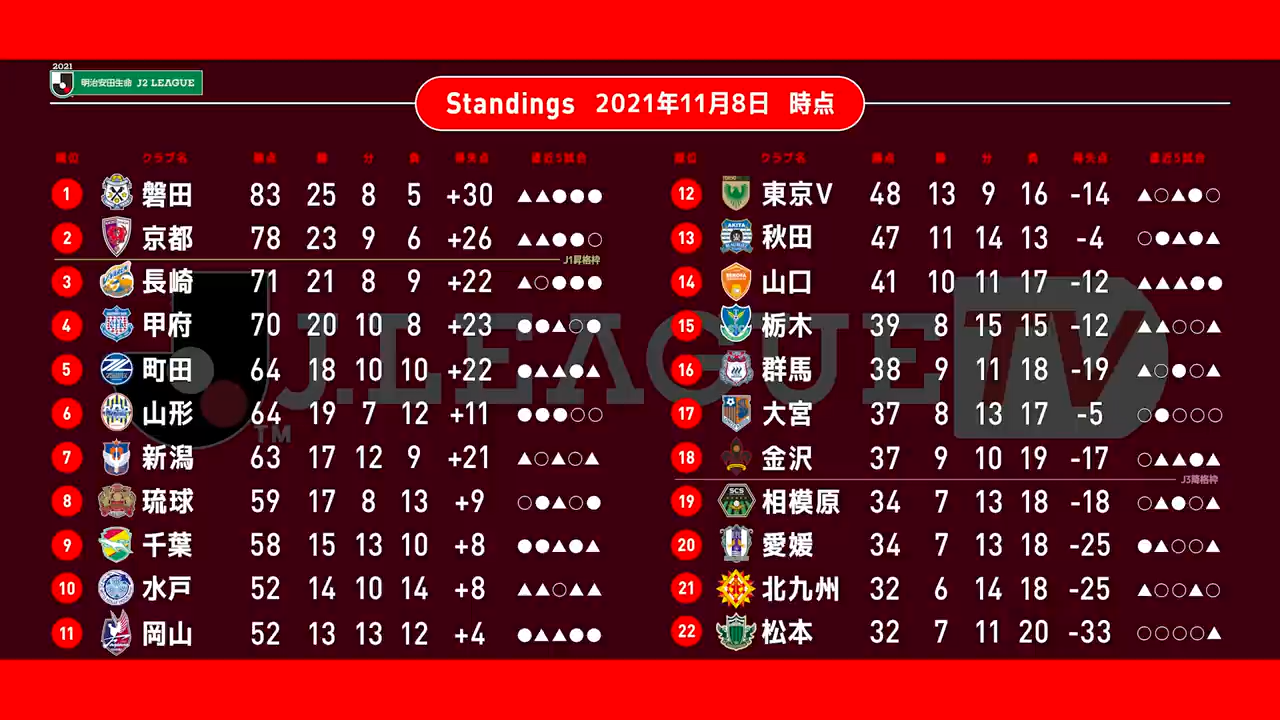 2021
明治安田生命 J2 LEAGUE
Standings 2021年11月8日 時点
順位 クラブ名 勝点 勝 分 負 得失点 直近5試合
1 磐田 83 25 8 5 +30 ▲▲●●●
2 京都 78 23 9 6 +26 ▲▲●●○
J1昇格枠
3 長崎 71 21 8 9 +22 ▲○●●●
4 甲府 70 20 10 8 +23 ●●▲○●
5 町田 64 18 10 10 +22 ●▲▲●▲
6 山形 64 19 7 12 +11 ●●●○○
7 新潟 63 17 12 9 +21 ▲○▲○▲
8 琉球 59 17 8 13 +9 ○●▲○●
9 千葉 58 15 13 10 +8 ●●▲●▲
10 水戸 52 14 10 14 +8 ▲▲○▲▲
11 岡山 52 13 13 12 +4 ●▲▲●●
順位 クラブ名 勝点 勝 分 負 得失点 直近5試合
12 東京V 48 13 9 16 -14 ▲○▲●○
13 秋田 47 11 14 13 -4 ○●▲●▲
14 山口 41 10 11 17 -12 ▲▲▲●●
15 栃木 39 8 15 15 -12 ▲▲○○▲
16 群馬 38 9 11 18 -19 ▲○●○▲
17 大宮 37 8 13 17 -5 ○●○○○
18 金沢 37 9 10 19 -17 ○▲▲●▲
J3降格枠
19 相模原 34 7 13 18 -18 ○▲●○▲
20 愛媛 34 7 13 18 -25 ●▲○○▲
21 北九州 32 6 14 18 -25 ▲○○▲○
22 松本 32 7 11 20 -33 ○○○○▲
J.LEAGUE TV
TM